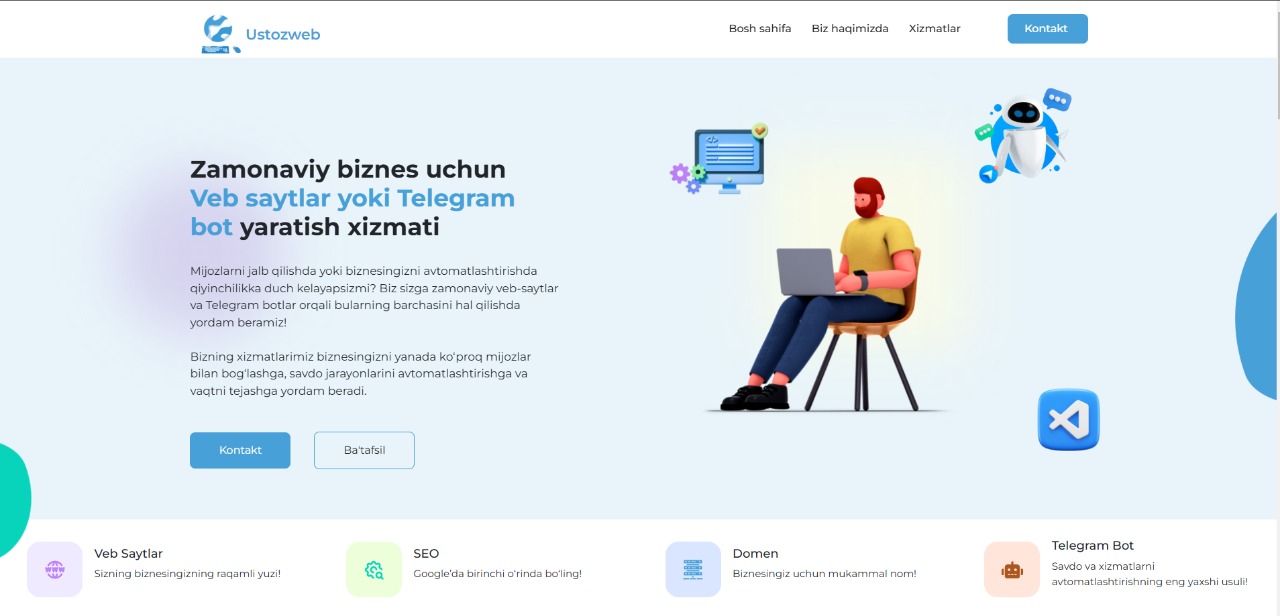 Ustozweb
Bosh sahifa
Biz haqimizda
Xizmatlar
Kontakt
Zamonaviy biznes uchun
Veb saytlar yoki Telegram
bot yaratish xizmati
Mijozlarni jalb qilishda yoki biznesingizni avtomatlashtirishda
qiyinchilikka duch kelayapsizmi? Biz sizga zamonaviy veb-saytlar
va Telegram botlar orqali bularning barchasini hal qilishda
yordam beramiz!
Bizning xizmatlarimiz biznesingizni yanada ko‘proq mijozlar
bilan bog‘lashga, savdo jarayonlarini avtomatlashtirishga va
vaqtni tejashga yordam beradi.
Kontakt
Ba'tafsil
Veb Saytlar
Sizning biznesingizning raqamli yuzi!
SEO
Google’da birinchi o‘rinda bo‘ling!
Domen
Biznesingiz uchun mukammal nom!
Telegram Bot
Savdo va xizmatlarni
avtomatlashtirishning eng yaxshi usuli!